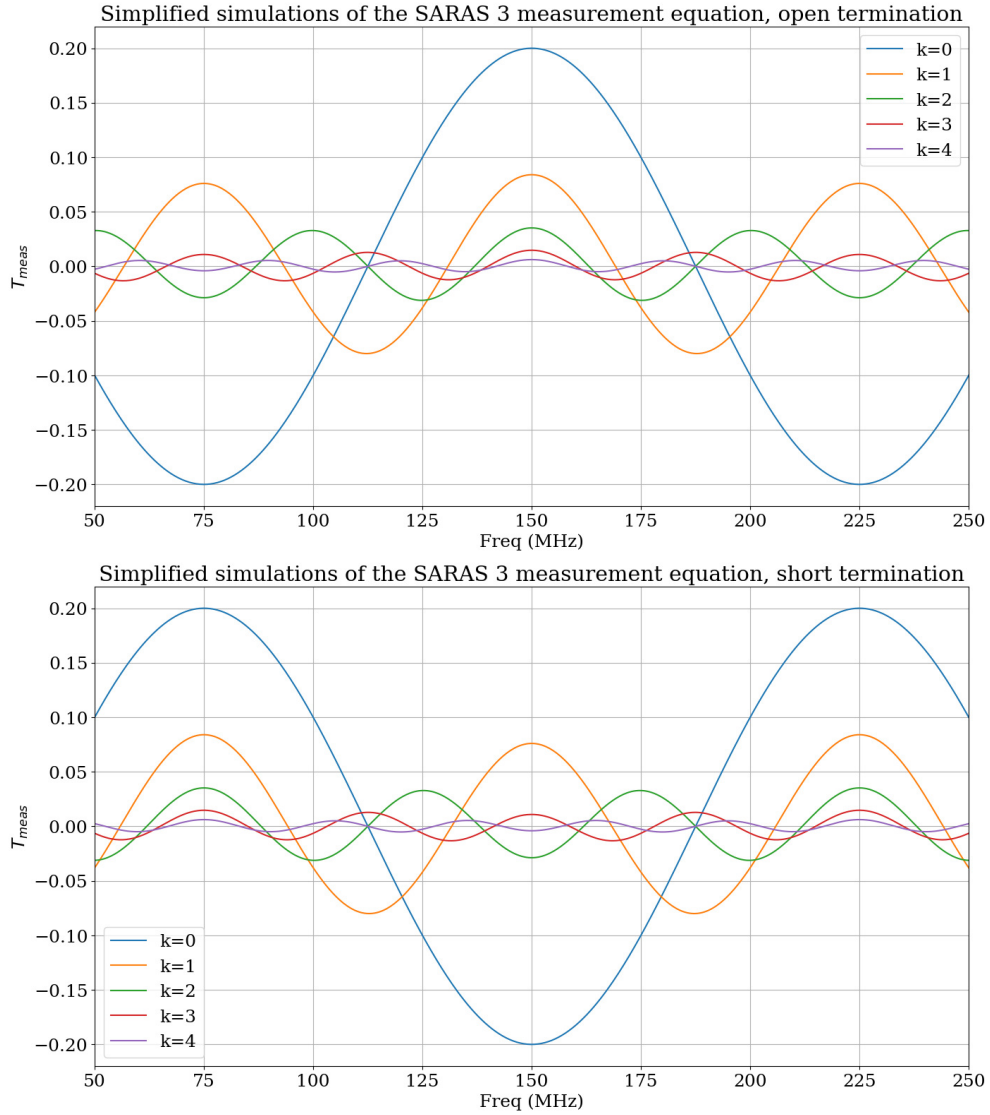 Simplified simulations of the SARAS 3 measurement equation, open termination
0.20
0.15
0.10
0.05
0.00
−0.05
−0.10
−0.15
−0.20
T_meas
k=0
k=1
k=2
k=3
k=4
50 75 100 125 150 175 200 225 250
Freq (MHz)
Simplified simulations of the SARAS 3 measurement equation, short termination
0.20
0.15
0.10
0.05
0.00
−0.05
−0.10
−0.15
−0.20
T_meas
k=0
k=1
k=2
k=3
k=4
50 75 100 125 150 175 200 225 250
Freq (MHz)